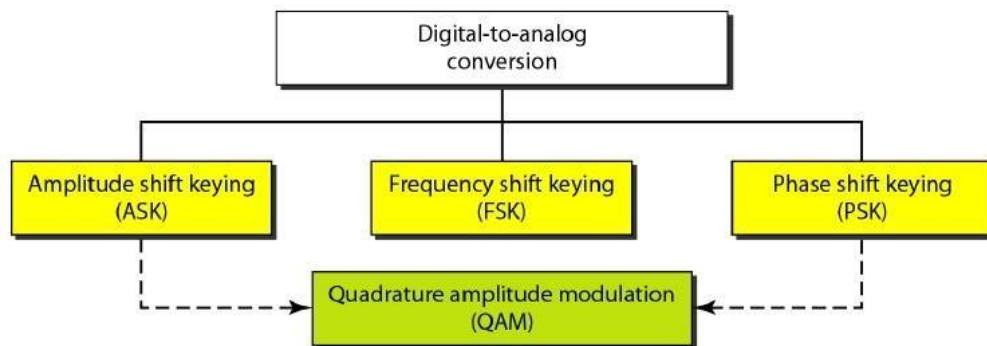 Digital-to-analog
conversion
Amplitude shift keying
(ASK)
Frequency shift keying
(FSK)
Phase shift keying
(PSK)
Quadrature amplitude modulation
(QAM)